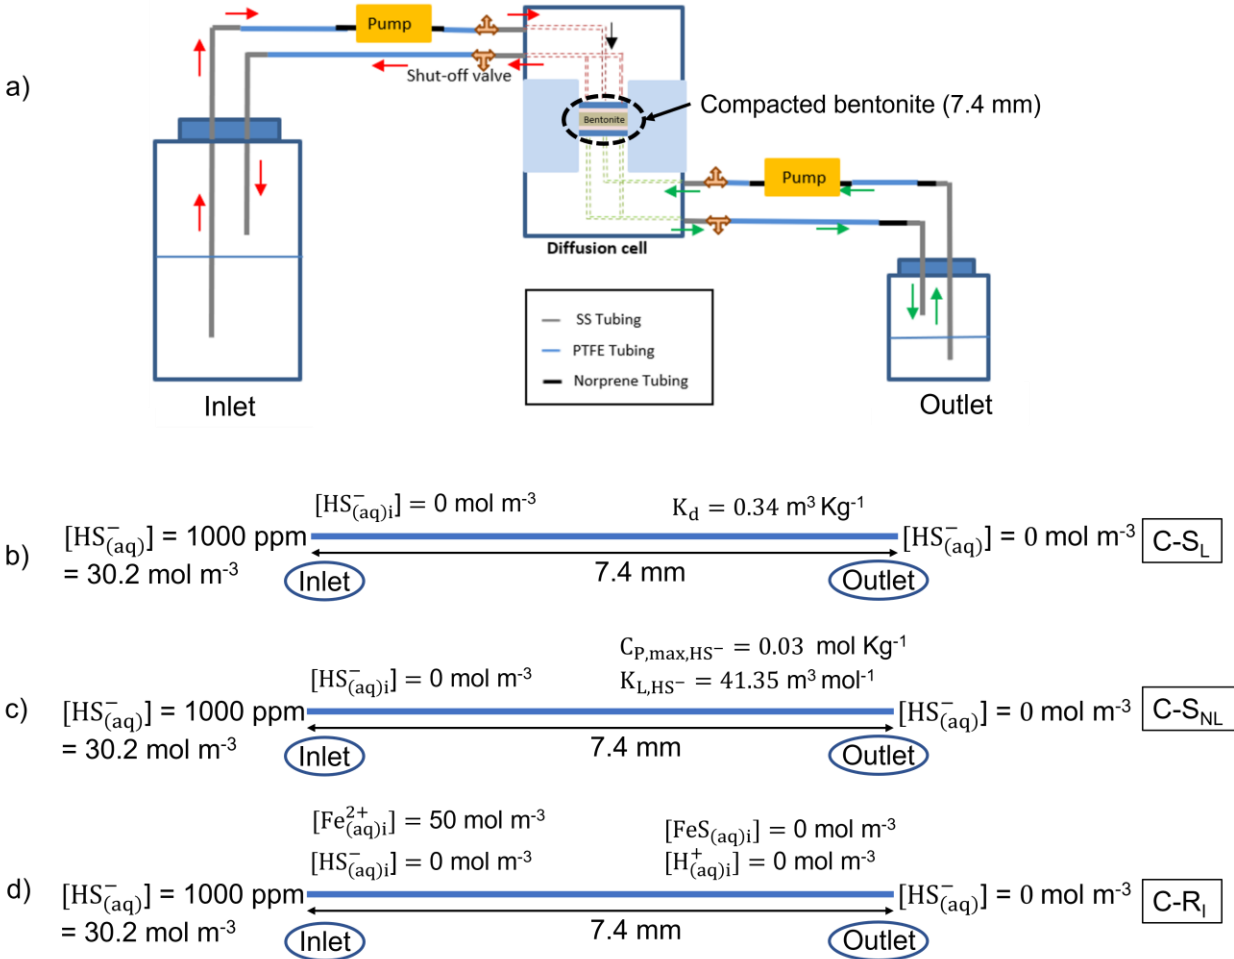 a)
Pump
Shut-off valve
Bentonite
Compacted bentonite (7.4 mm)
Pump
Diffusion cell
SS Tubing
PTFE Tubing
Norprene Tubing
Inlet
Outlet
b)
[HS⁻(aq)i] = 0 mol m⁻³
K_d = 0.34 m³ Kg⁻¹
[HS⁻(aq)] = 1000 ppm
= 30.2 mol m⁻³
[HS⁻(aq)] = 0 mol m⁻³
C-S_L
7.4 mm
Inlet
Outlet
c)
C_P,max,HS⁻ = 0.03 mol Kg⁻¹
[HS⁻(aq)i] = 0 mol m⁻³
K_L,HS⁻ = 41.35 m³ mol⁻¹
[HS⁻(aq)] = 1000 ppm
= 30.2 mol m⁻³
[HS⁻(aq)] = 0 mol m⁻³
C-S_NL
7.4 mm
Inlet
Outlet
d)
[Fe²⁺(aq)i] = 50 mol m⁻³
[FeS(aq)i] = 0 mol m⁻³
[HS⁻(aq)i] = 0 mol m⁻³
[H⁺(aq)i] = 0 mol m⁻³
[HS⁻(aq)] = 1000 ppm
= 30.2 mol m⁻³
[HS⁻(aq)] = 0 mol m⁻³
C-R_I
7.4 mm
Inlet
Outlet